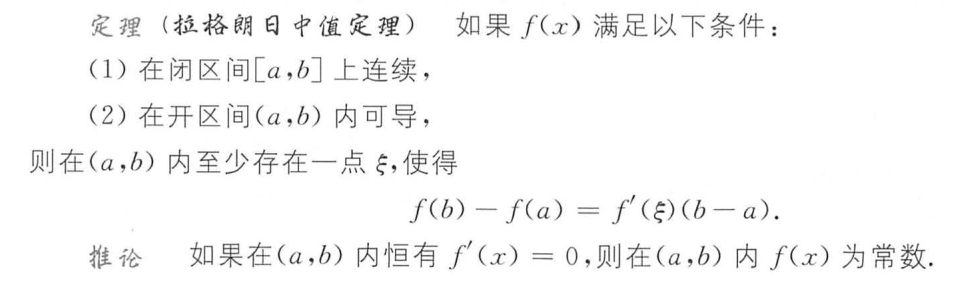 定理(拉格朗日中值定理) 如果 f(x) 满足以下条件:
(1) 在闭区间[a,b] 上连续,
(2) 在开区间(a,b) 内可导,
则在(a,b) 内至少存在一点 ξ,使得
f(b) − f(a) = f′(ξ)(b − a).
推论 如果在(a,b) 内恒有 f′(x) = 0,则在(a,b) 内 f(x) 为常数.